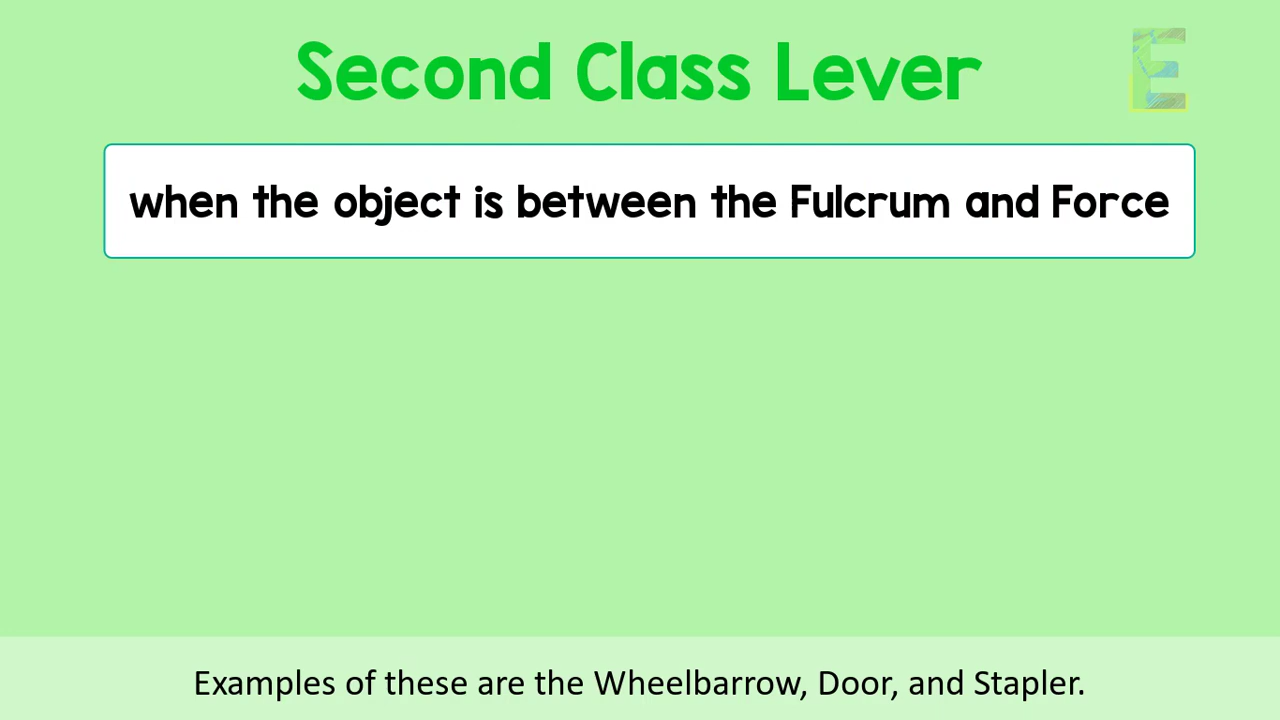 Second Class Lever
E
when the object is between the Fulcrum and Force
Examples of these are the Wheelbarrow, Door, and Stapler.